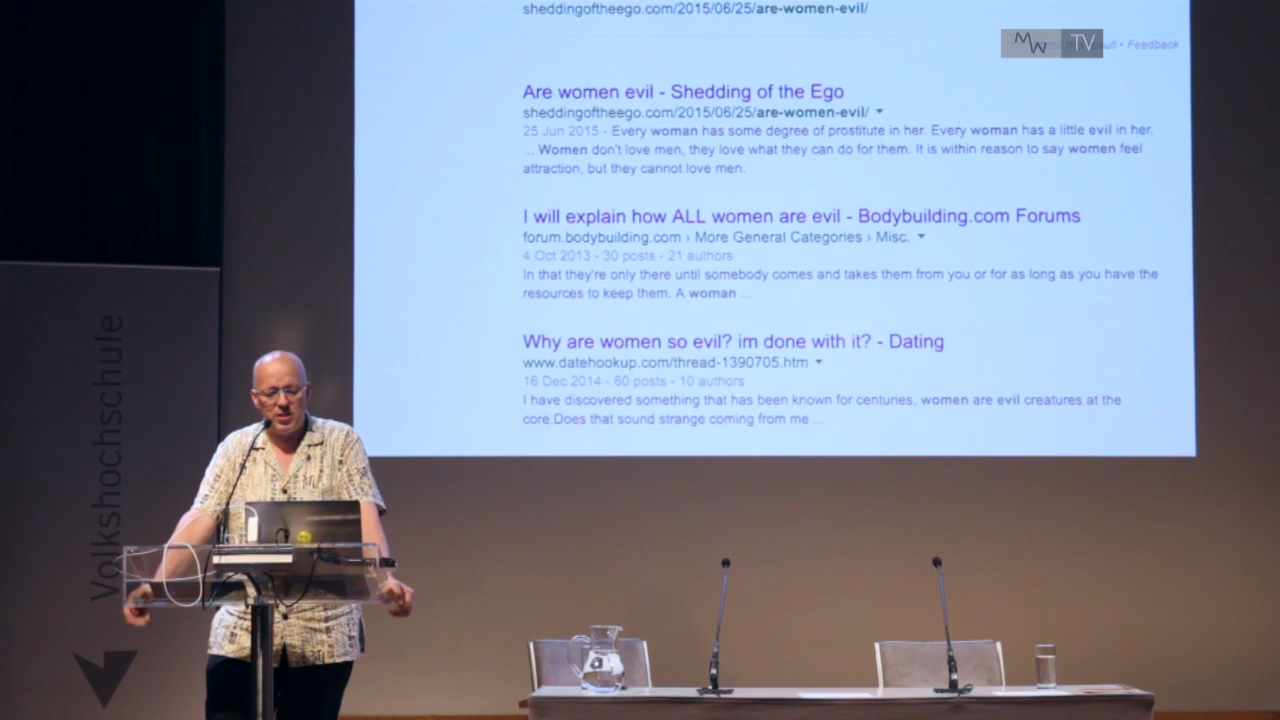 sheddingoftheego.com/2015/06/25/are-women-evil/
MW TV
ult • Feedback
Are women evil - Shedding of the Ego
sheddingoftheego.com/2015/06/25/are-women-evil/
25 Jun 2015 - Every woman has some degree of prostitute in her. Every woman has a little evil in her.
... Women don't love men, they love what they can do for them. It is within reason to say women feel
attraction, but they cannot love men.
I will explain how ALL women are evil - Bodybuilding.com Forums
forum.bodybuilding.com › More General Categories › Misc.
4 Oct 2013 - 30 posts - 21 authors
In that they're only there until somebody comes and takes them from you or for as long as you have the
resources to keep them. A woman ...
Why are women so evil? im done with it? - Dating
www.datehookup.com/thread-1390705.htm
16 Dec 2014 - 60 posts - 10 authors
I have discovered something that has been known for centuries, women are evil creatures at the
core.Does that sound strange coming from me ...
Volkshochschule